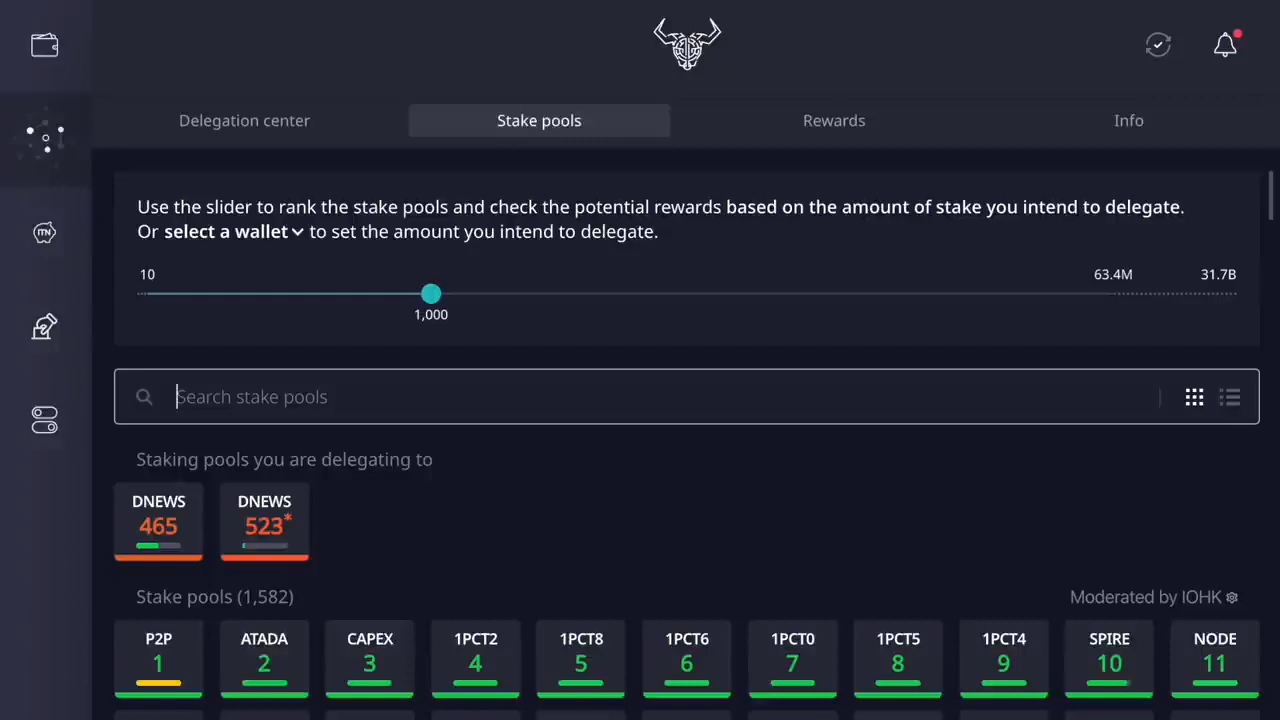 Delegation center
Stake pools
Rewards
Info
Use the slider to rank the stake pools and check the potential rewards based on the amount of stake you intend to delegate.
Or select a wallet to set the amount you intend to delegate.
10
63.4M
31.7B
1,000
Search stake pools
Staking pools you are delegating to
DNEWS
465
DNEWS
523*
Stake pools (1,582)
Moderated by IOHK
P2P
1
ATADA
2
CAPEX
3
1PCT2
4
1PCT8
5
1PCT6
6
1PCT0
7
1PCT5
8
1PCT4
9
SPIRE
10
NODE
11
ITN